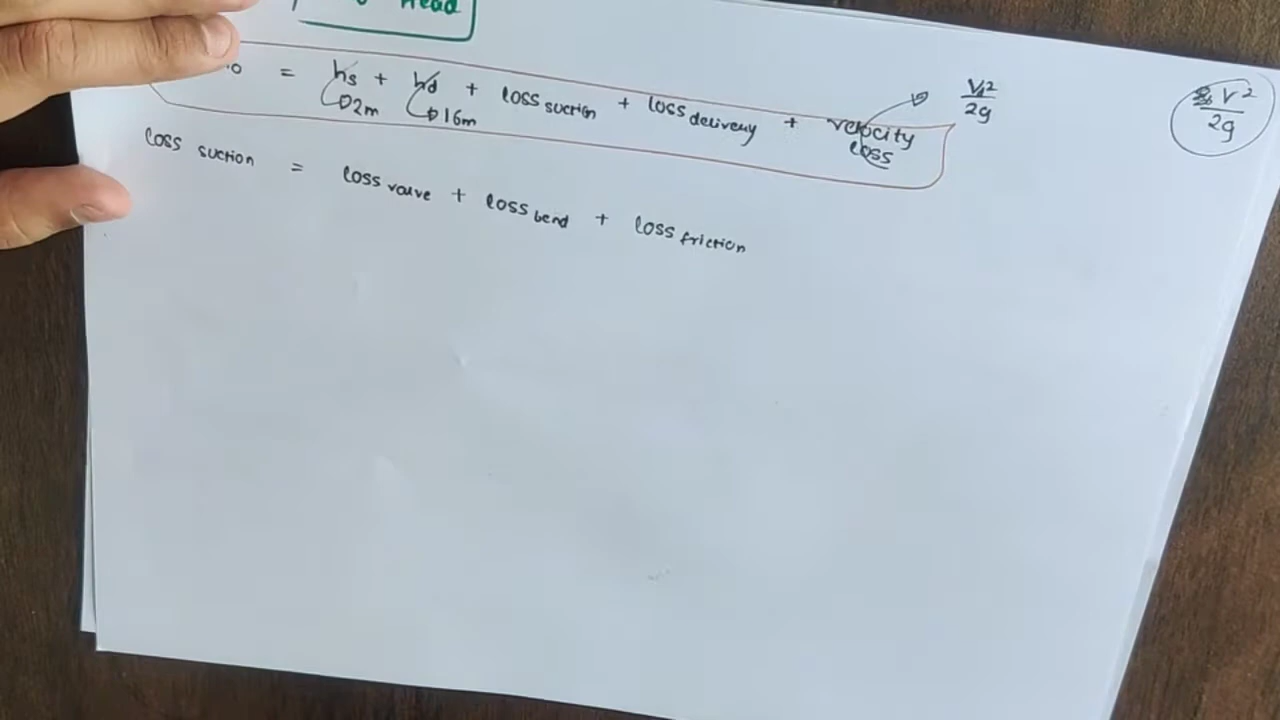 Head
= hs + hd + loss suction + loss delivery + velocity loss
2m
16m
Vd²/2g
V²/2g
loss suction = loss valve + loss bend + loss friction